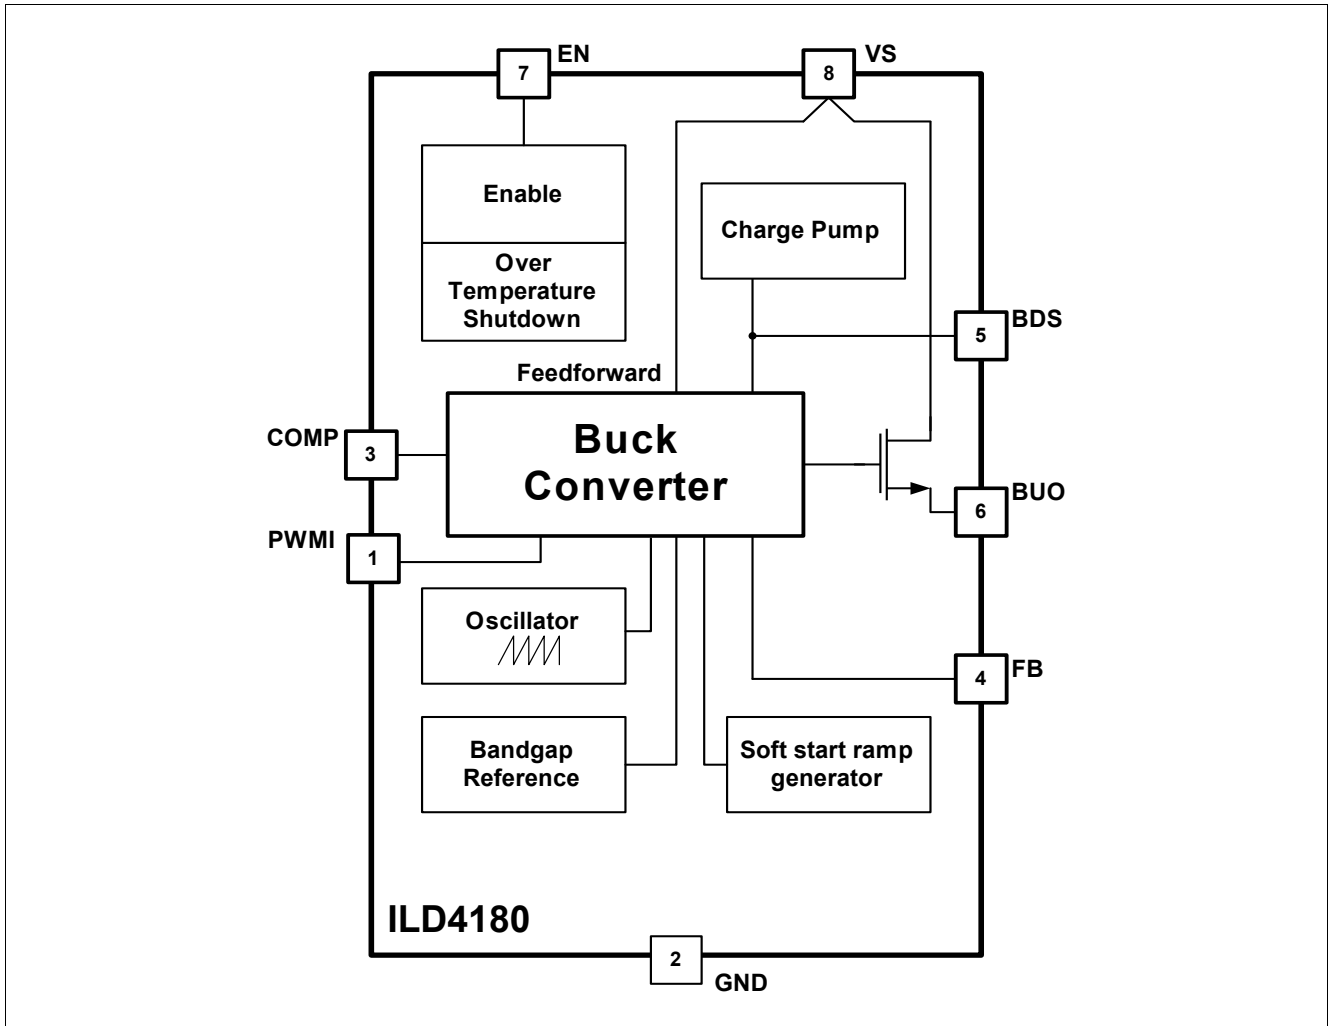 EN
VS
7
8
Enable
Charge Pump
Over
Temperature
Shutdown
BDS
5
Feedforward
COMP
3
Buck
Converter
BUO
6
PWMI
1
Oscillator
FB
4
Bandgap
Reference
Soft start ramp
generator
ILD4180
2
GND